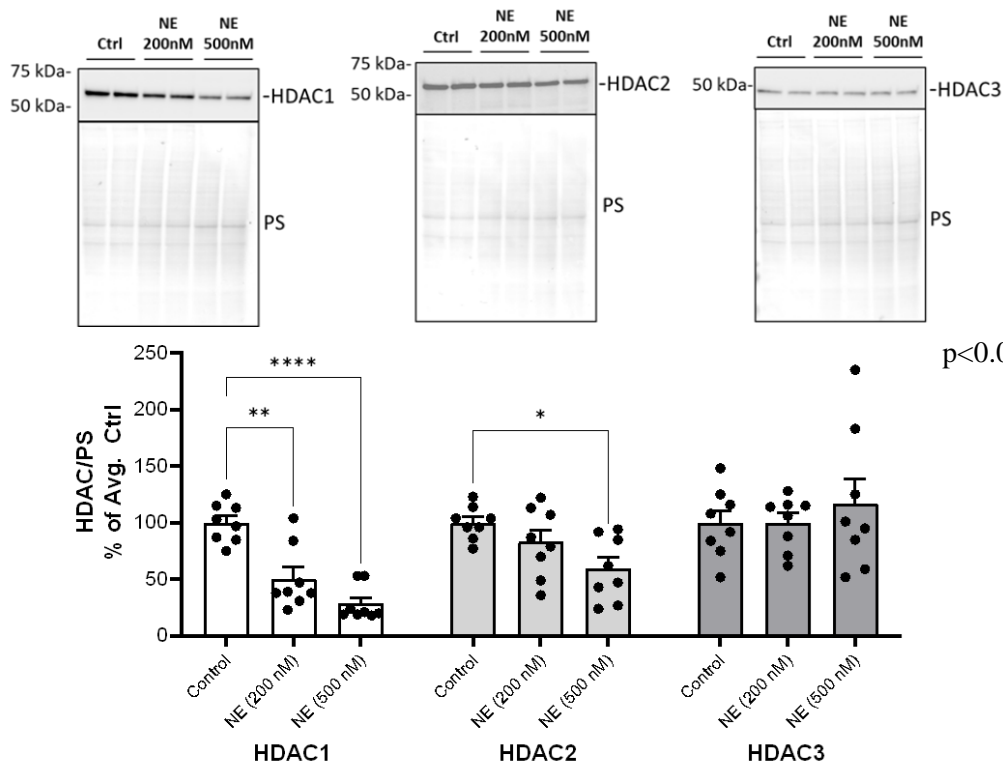 Ctrl NE 200nM NE 500nM
75 kDa-
50 kDa-
-HDAC1
PS
Ctrl NE 200nM NE 500nM
75 kDa-
50 kDa-
-HDAC2
PS
Ctrl NE 200nM NE 500nM
50 kDa-
-HDAC3
PS
p<0.0
HDAC/PS
% of Avg. Ctrl
250
200
150
100
50
0
****
**
*
Control
NE (200 nM)
NE (500 nM)
Control
NE (200 nM)
NE (500 nM)
Control
NE (200 nM)
NE (500 nM)
HDAC1
HDAC2
HDAC3